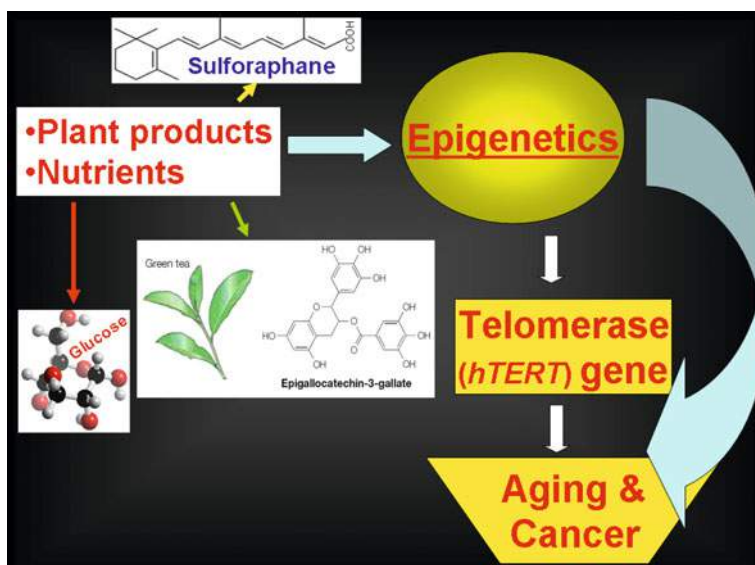 COOH
Sulforaphane
•Plant products
•Nutrients
Epigenetics
Green tea
OH
HO
OH
HO
O
OH
O
OH
HO
OH
O
OH
OH
Epigallocatechin-3-gallate
Glucose
Telomerase
(hTERT) gene
Aging &
Cancer